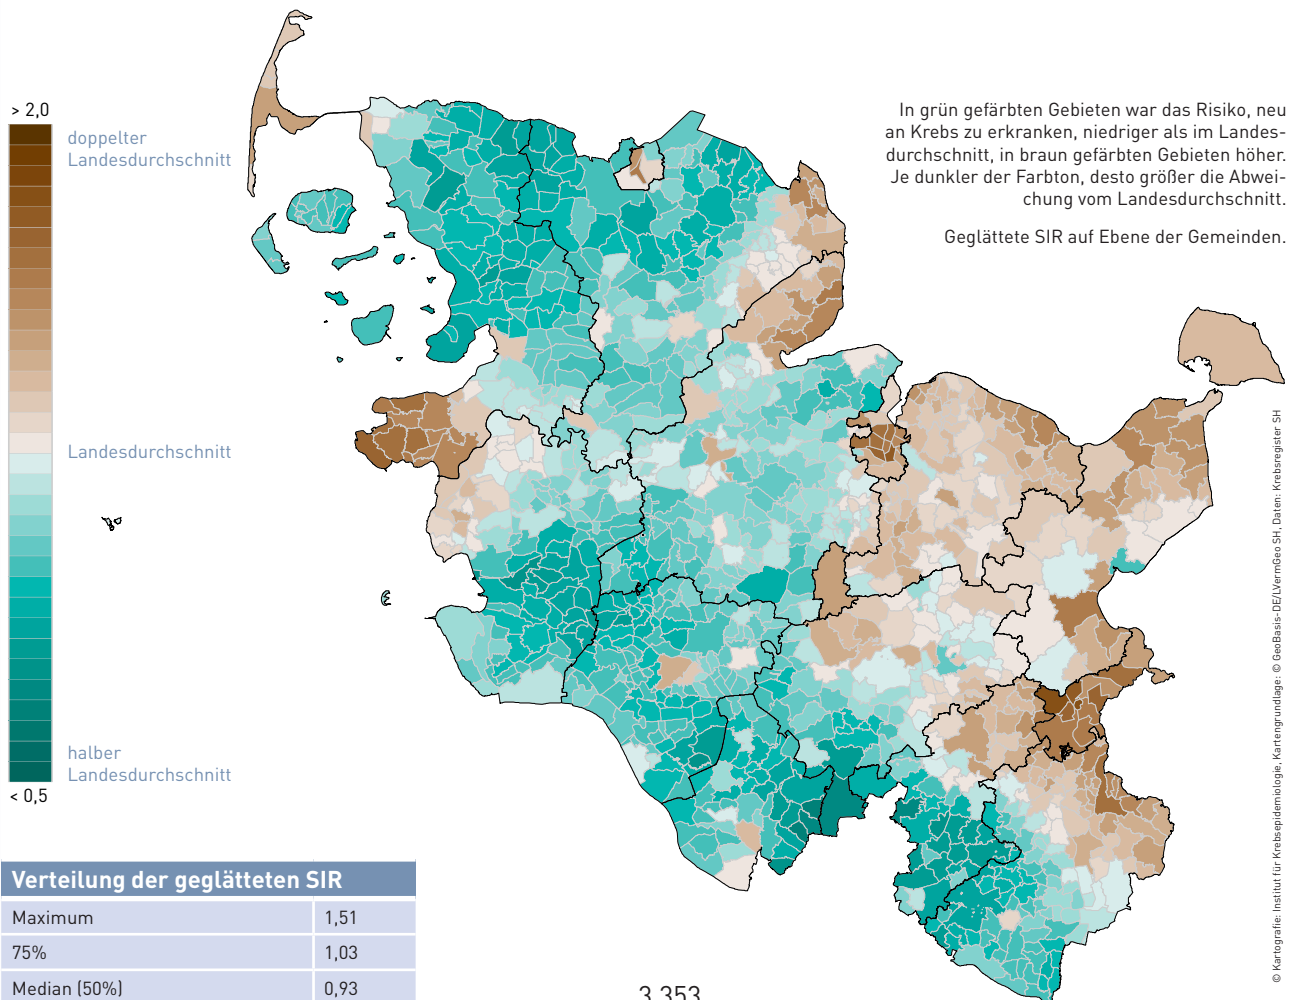 > 2,0
doppelter
Landesdurchschnitt
Landesdurchschnitt
halber
Landesdurchschnitt
< 0,5
In grün gefärbten Gebieten war das Risiko, neu
an Krebs zu erkranken, niedriger als im Landes-
durchschnitt, in braun gefärbten Gebieten höher.
Je dunkler der Farbton, desto größer die Abwei-
chung vom Landesdurchschnitt.
Geglättete SIR auf Ebene der Gemeinden.
© Kartografie: Institut für Krebsepidemiologie, Kartengrundlage: © GeoBasis-DE/LVermGeo SH, Daten: Krebsregister SH
Verteilung der geglätteten SIR
Maximum 1,51
75% 1,03
Median (50%) 0,93
3.353